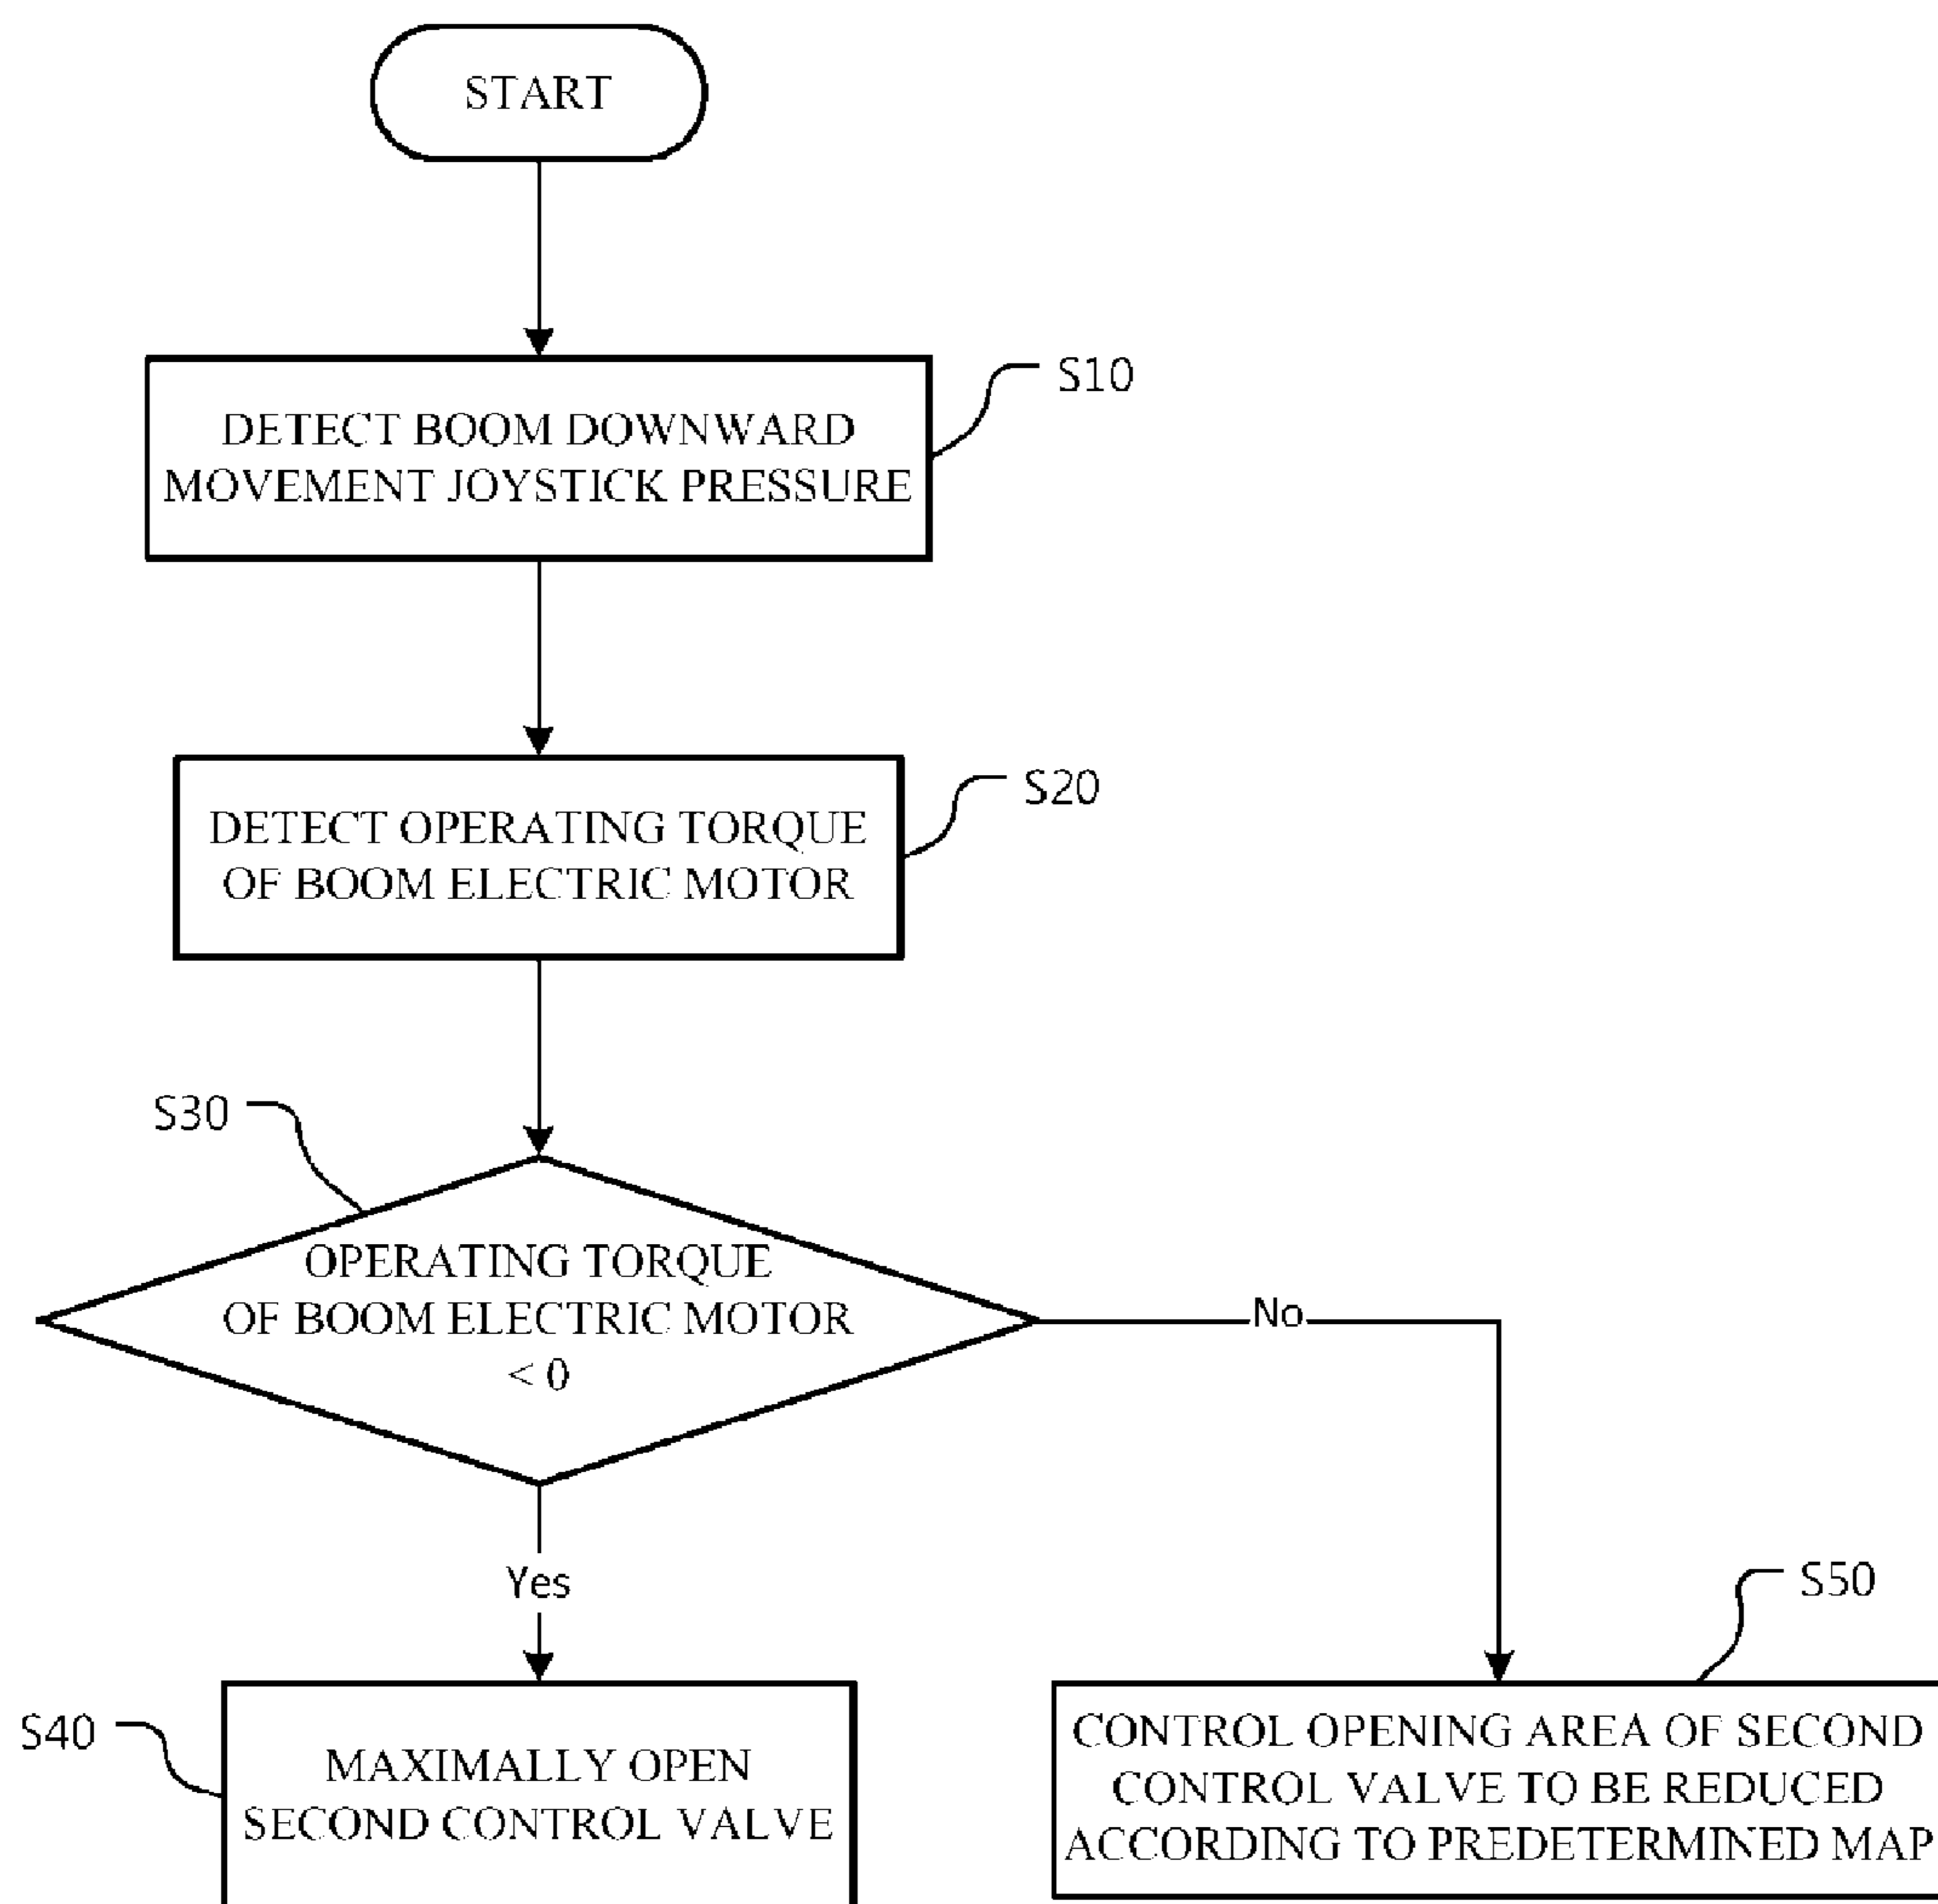 START
S10
DETECT BOOM DOWNWARD
MOVEMENT JOYSTICK PRESSURE
S20
DETECT OPERATING TORQUE
OF BOOM ELECTRIC MOTOR
S30
OPERATING TORQUE
OF BOOM ELECTRIC MOTOR
< 0
No
Yes
S40
MAXIMALLY OPEN
SECOND CONTROL VALVE
S50
CONTROL OPENING AREA OF SECOND
CONTROL VALVE TO BE REDUCED
ACCORDING TO PREDETERMINED MAP